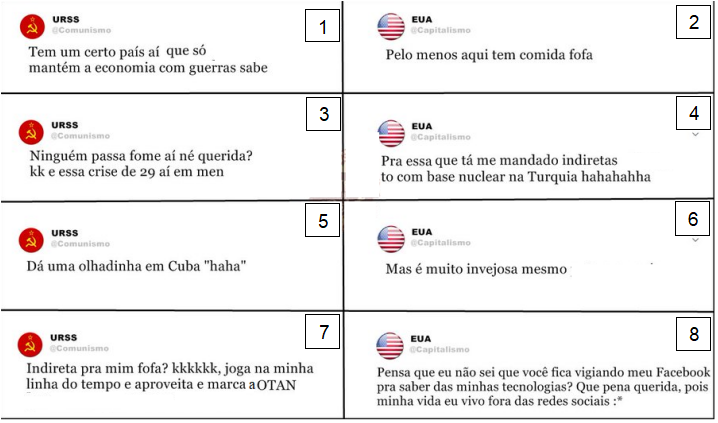 URSS
@Comunismo
1
Tem um certo país aí que só
mantém a economia com guerras sabe
EUA
@Capitalismo
2
Pelo menos aqui tem comida fofa
URSS
@Comunismo
3
Ninguém passa fome aí né querida?
kk e essa crise de 29 aí em men
EUA
@Capitalismo
4
Pra essa que tá me mandado indiretas
to com base nuclear na Turquia hahahahha
URSS
@Comunismo
5
Dá uma olhadinha em Cuba "haha"
EUA
@Capitalismo
6
Mas é muito invejosa mesmo
URSS
@Comunismo
7
Indireta pra mim fofa? kkkkkk, joga na minha
linha do tempo e aproveita e marca a OTAN
EUA
@Capitalismo
8
Pensa que eu não sei que você fica vigiando meu Facebook
pra saber das minhas tecnologias? Que pena querida, pois
minha vida eu vivo fora das redes sociais :*